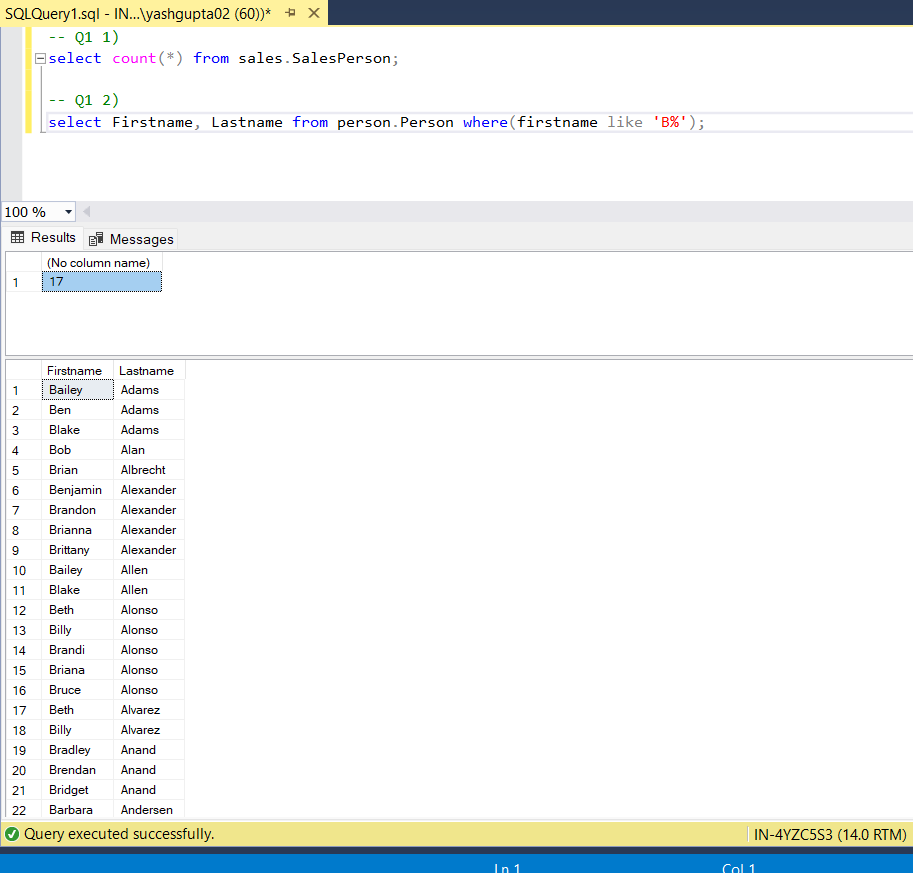 SQLQuery1.sql - IN...\yashgupta02 (60))*
-- Q1 1)
select count(*) from sales.SalesPerson;
-- Q1 2)
select Firstname, Lastname from person.Person where(firstname like 'B%');
100 %
Results Messages
(No column name)
1 17
Firstname Lastname
1 Bailey Adams
2 Ben Adams
3 Blake Adams
4 Bob Alan
5 Brian Albrecht
6 Benjamin Alexander
7 Brandon Alexander
8 Brianna Alexander
9 Brittany Alexander
10 Bailey Allen
11 Blake Allen
12 Beth Alonso
13 Billy Alonso
14 Brandi Alonso
15 Briana Alonso
16 Bruce Alonso
17 Beth Alvarez
18 Billy Alvarez
19 Bradley Anand
20 Brendan Anand
21 Bridget Anand
22 Barbara Andersen
Query executed successfully. IN-4YZC5S3 (14.0 RTM)
Ln 1 Col 1